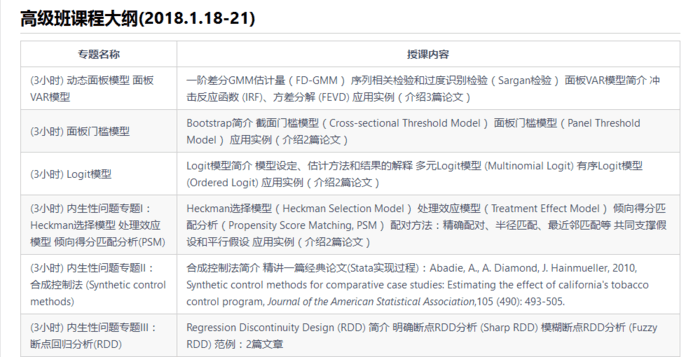 高级班课程大纲(2018.1.18-21)
专题名称
授课内容
(3小时) 动态面板模型 面板
VAR模型
一阶差分GMM估计量 ( FD-GMM ) 序列相关检验和过度识别检验 ( Sargan检验 ) 面板VAR模型简介 冲
击反应函数 (IRF)、方差分解 (FEVD) 应用实例 ( 介绍3篇论文 )
(3小时) 面板门槛模型
Bootstrap简介 截面门槛模型 ( Cross-sectional Threshold Model ) 面板门槛模型 ( Panel Threshold
Model ) 应用实例 ( 介绍2篇论文 )
(3小时) Logit模型
Logit模型简介 模型设定、估计方法和结果的解释 多元Logit模型 (Multinomial Logit) 有序Logit模型
(Ordered Logit) 应用实例 ( 介绍2篇论文 )
(3小时) 内生性问题专题I：
Heckman选择模型 处理效应
模型 倾向得分匹配分析(PSM)
Heckman选择模型 ( Heckman Selection Model ) 处理效应模型 ( Treatment Effect Model ) 倾向得分匹
配分析 ( Propensity Score Matching, PSM ) 配对方法：精确配对、半径匹配、最近邻匹配等 共同支撑假
设和平行假设 应用实例 ( 介绍2篇论文 )
(3小时) 内生性问题专题II：
合成控制法 (Synthetic control
methods)
合成控制法简介 精讲一篇经典论文(Stata实现过程)：Abadie, A., A. Diamond, J. Hainmueller, 2010,
Synthetic control methods for comparative case studies: Estimating the effect of california's tobacco
control program, Journal of the American Statistical Association,105 (490): 493-505.
(3小时) 内生性问题专题III：
断点回归分析(RDD)
Regression Discontinuity Design (RDD) 简介 明确断点RDD分析 (Sharp RDD) 模糊断点RDD分析 (Fuzzy
RDD) 范例：2篇文章